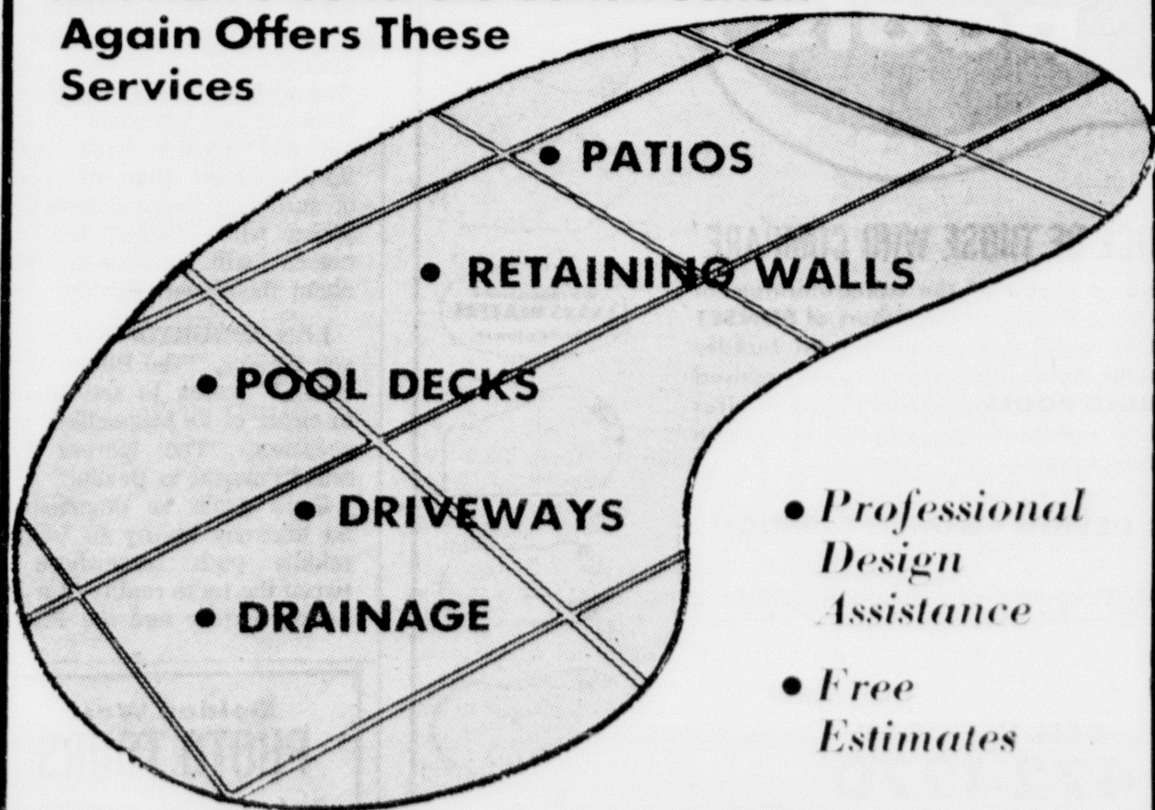 Again Offers These
Services
• PATIOS
• RETAINING WALLS
• POOL DECKS
• DRIVEWAYS
• DRAINAGE
• Professional
Design
Assistance
• Free
Estimates